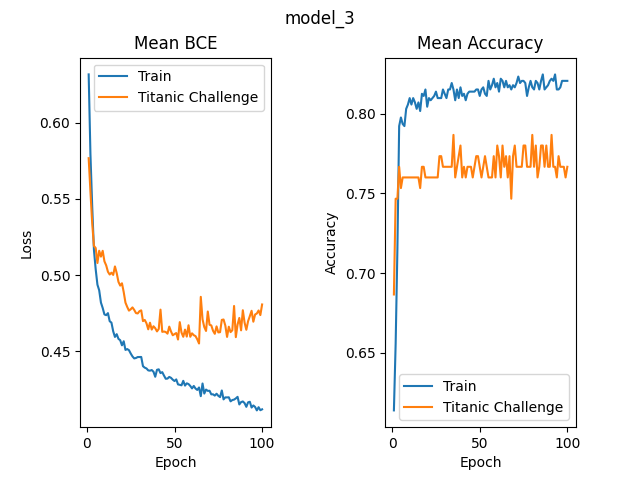 model_3
Mean BCE
Train
Titanic Challenge
0.60
0.55
0.50
0.45
Loss
0
50
100
Epoch
Mean Accuracy
0.80
0.75
0.70
0.65
Accuracy
Train
Titanic Challenge
0
50
100
Epoch